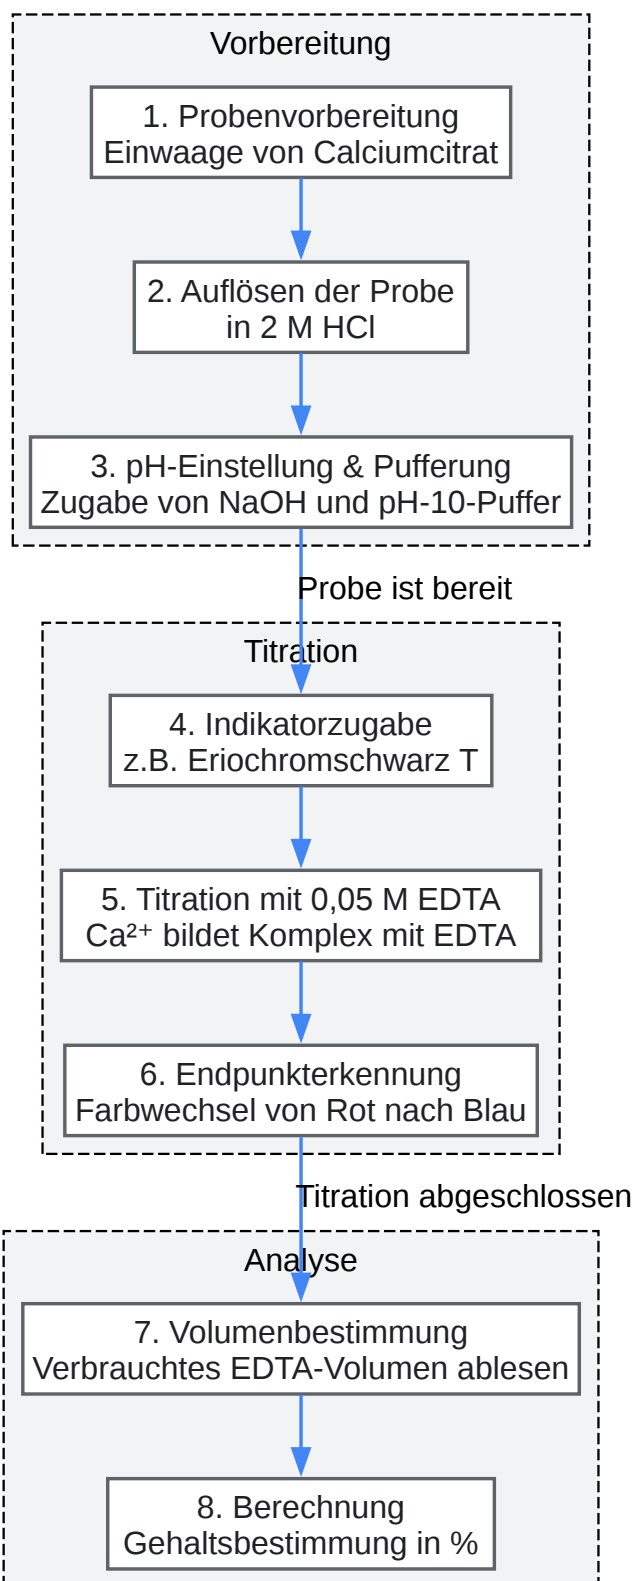 Vorbereitung
1. Probenvorbereitung
Einwaage von Calciumcitrat
2. Auflösen der Probe
in 2 M HCl
3. pH-Einstellung & Pufferung
Zugabe von NaOH und pH-10-Puffer
Probe ist bereit
Titration
4. Indikatorzugabe
z.B. Eriochromschwarz T
5. Titration mit 0,05 M EDTA
Ca²⁺ bildet Komplex mit EDTA
6. Endpunkterkennung
Farbwechsel von Rot nach Blau
Titration abgeschlossen
Analyse
7. Volumenbestimmung
Verbrauchtes EDTA-Volumen ablesen
8. Berechnung
Gehaltsbestimmung in %